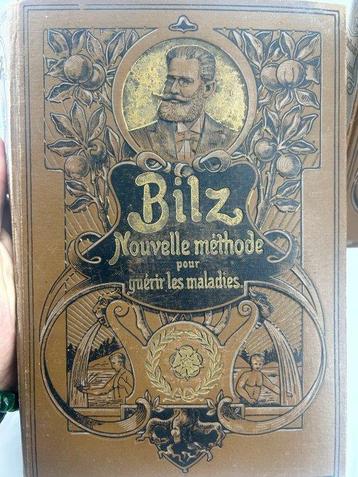 Bilz
Nouvelle méthode
pour
guérir les maladies.